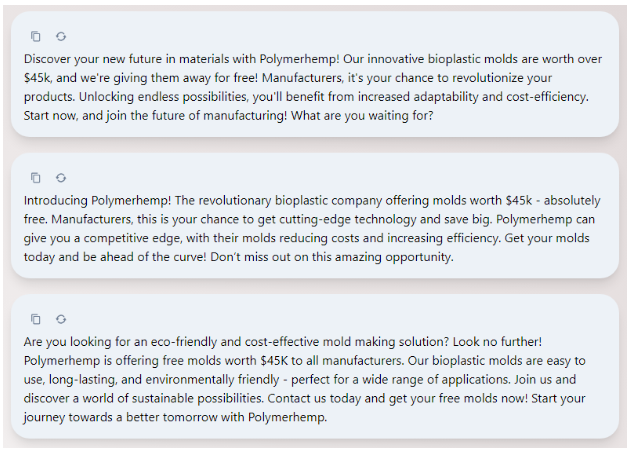 Discover your new future in materials with Polymerhemp! Our innovative bioplastic molds are worth over
$45k, and we're giving them away for free! Manufacturers, it's your chance to revolutionize your
products. Unlocking endless possibilities, you'll benefit from increased adaptability and cost-efficiency.
Start now, and join the future of manufacturing! What are you waiting for?
Introducing Polymerhemp! The revolutionary bioplastic company offering molds worth $45k - absolutely
free. Manufacturers, this is your chance to get cutting-edge technology and save big. Polymerhemp can
give you a competitive edge, with their molds reducing costs and increasing efficiency. Get your molds
today and be ahead of the curve! Don't miss out on this amazing opportunity.
Are you looking for an eco-friendly and cost-effective mold making solution? Look no further!
Polymerhemp is offering free molds worth $45K to all manufacturers. Our bioplastic molds are easy to
use, long-lasting, and environmentally friendly - perfect for a wide range of applications. Join us and
discover a world of sustainable possibilities. Contact us today and get your free molds now! Start your
journey towards a better tomorrow with Polymerhemp.